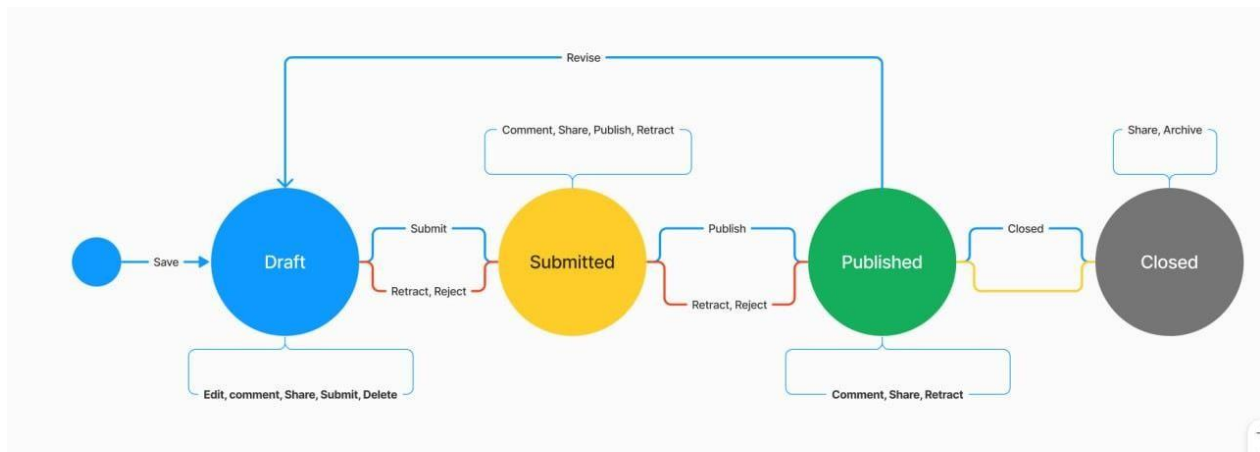 Revise
Comment, Share, Publish, Retract
Share, Archive
Submit
Publish
Closed
Save
Draft
Submitted
Published
Closed
Retract, Reject
Retract, Reject
Edit, comment, Share, Submit, Delete
Comment, Share, Retract